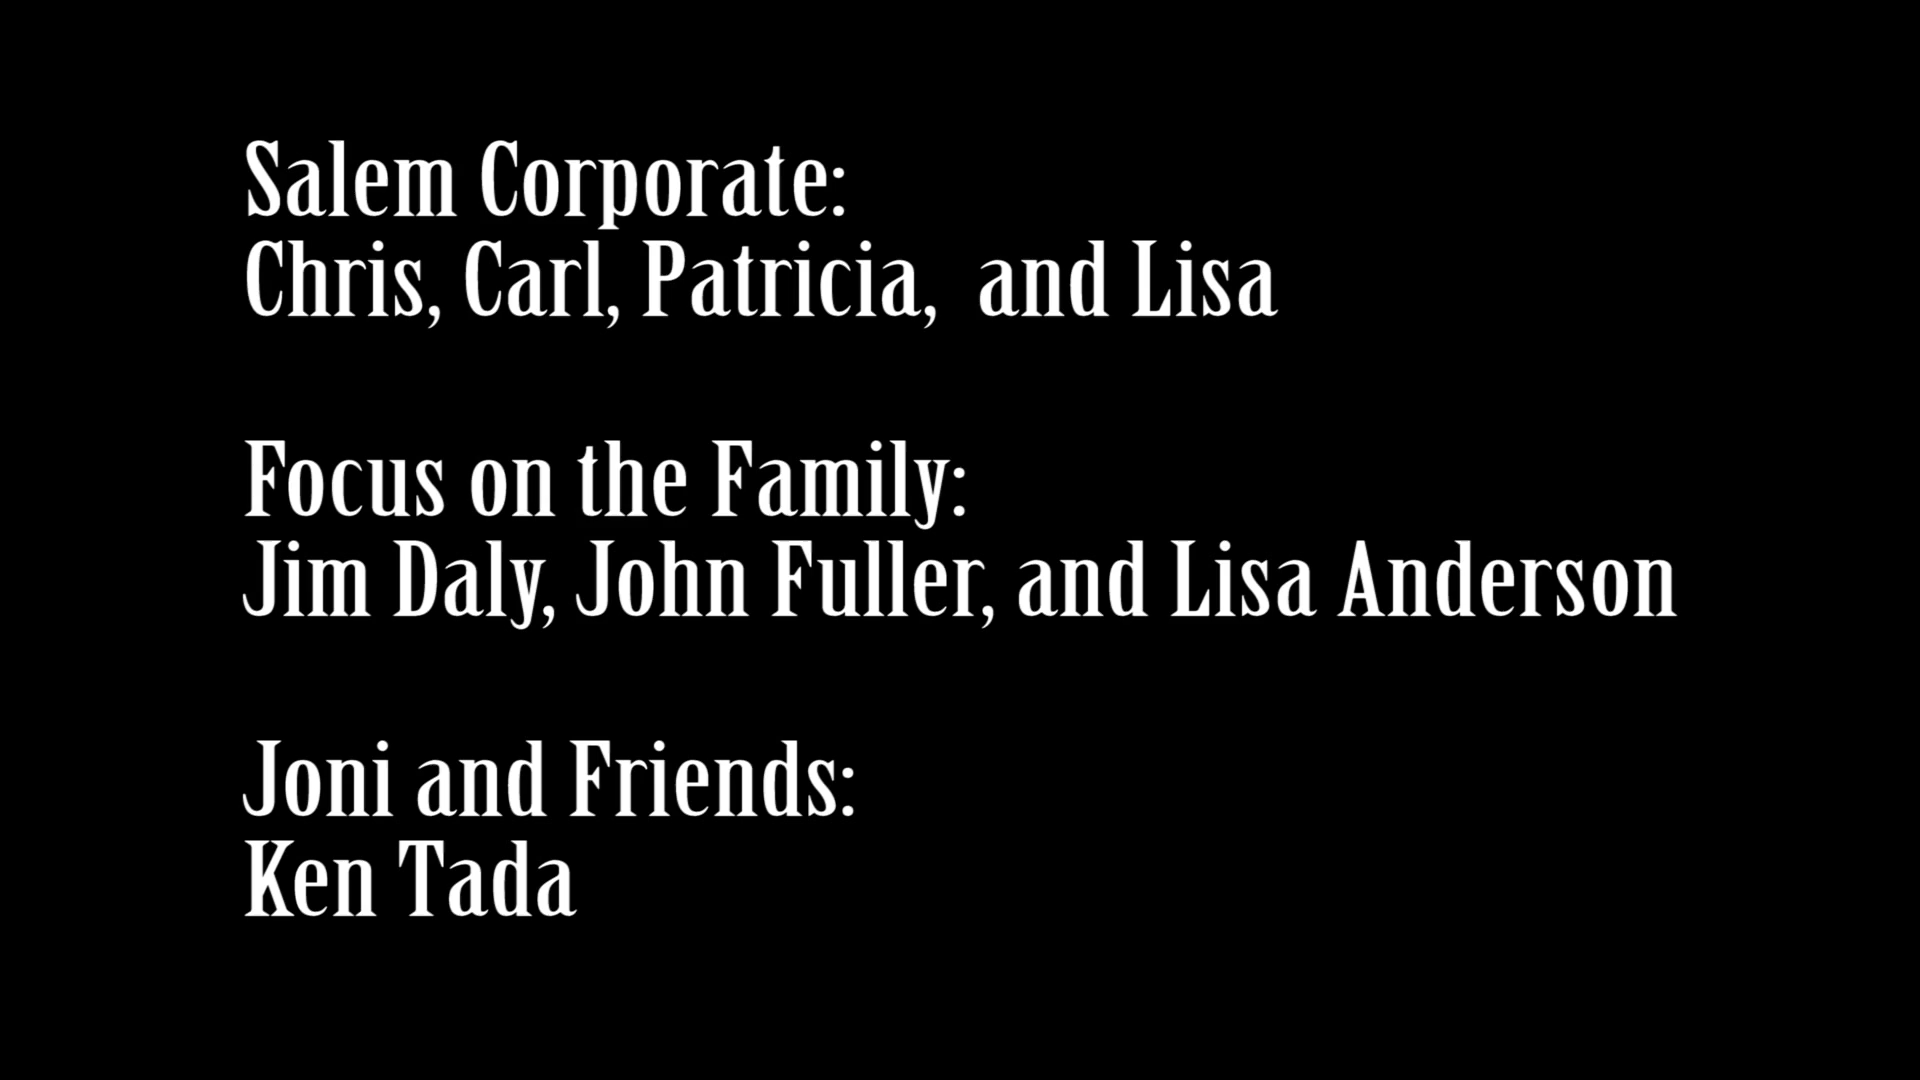 Salem Corporate:
Chris, Carl, Patricia,  and Lisa
Focus on the Family:
Jim Daly, John Fuller, and Lisa Anderson
Joni and Friends:
Ken Tada